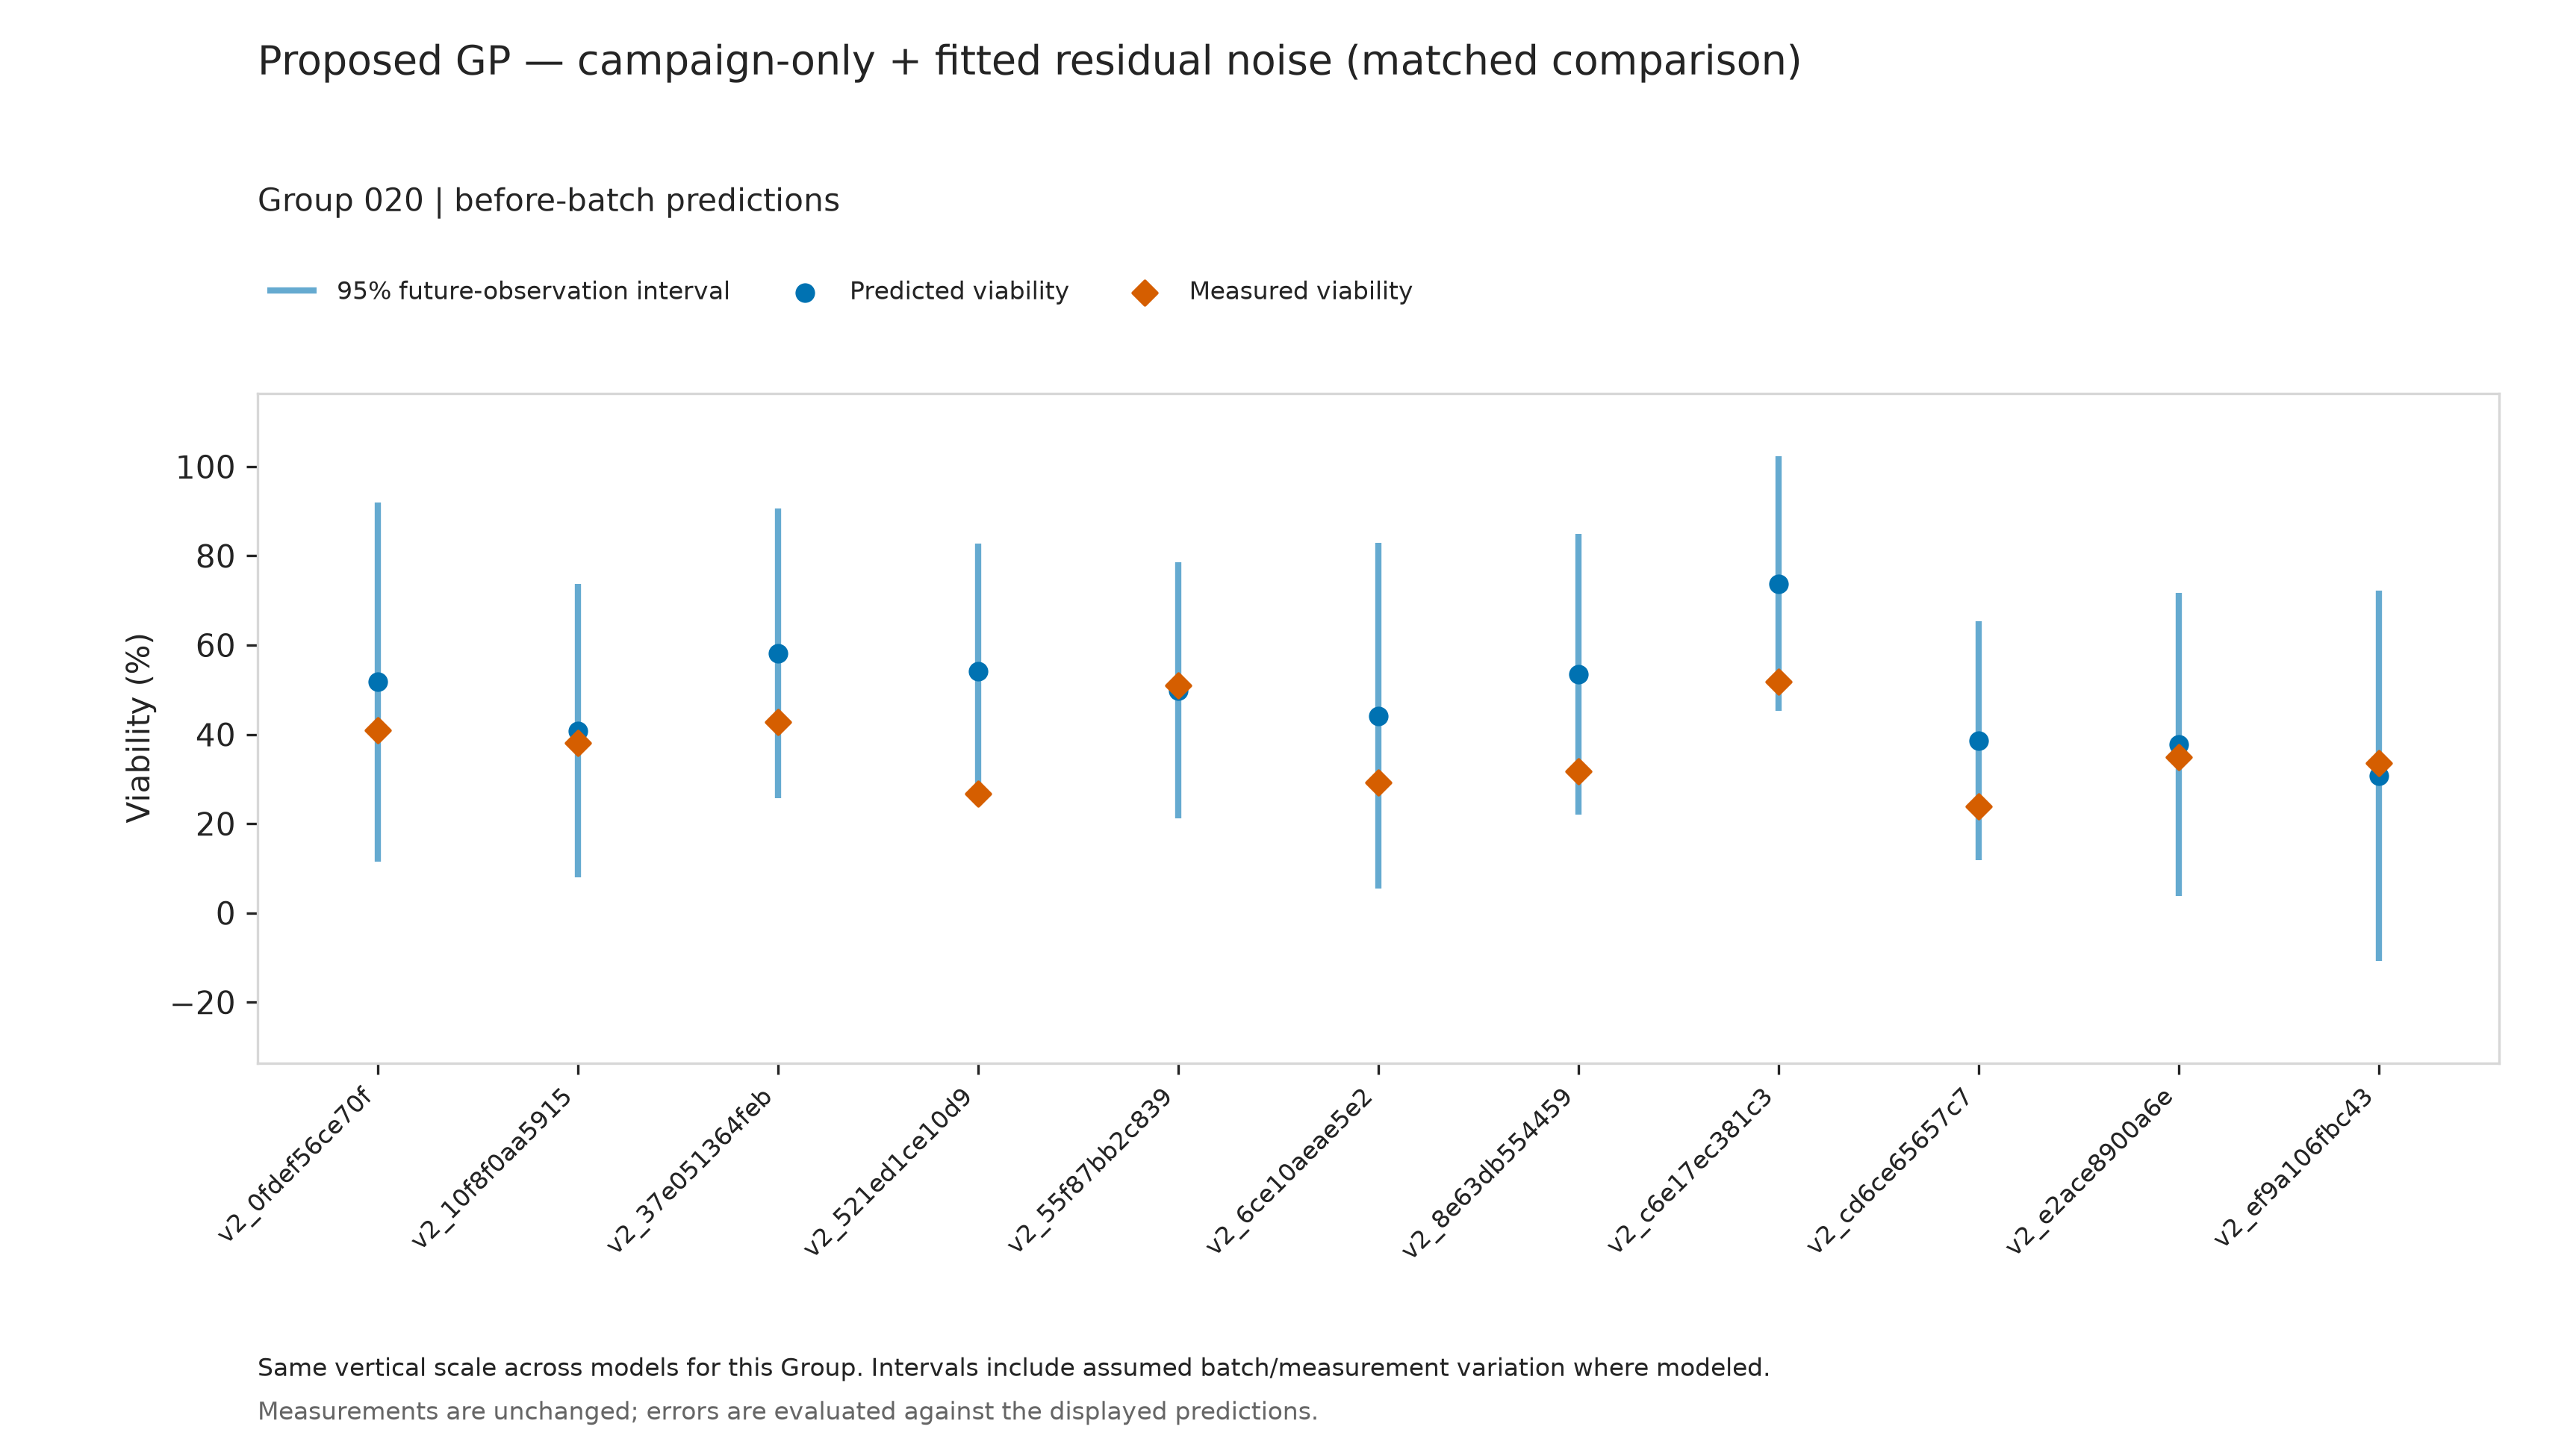 Proposed GP — campaign-only + fitted residual noise (matched comparison)
Group 020 | before-batch predictions
95% future-observation interval
Predicted viability
Measured viability
Viability (%)
100
80
60
40
20
0
−20
v2_0fdef56ce70f
v2_10f8f0aa5915
v2_37e051364feb
v2_521ed1ce10d9
v2_55f87bb2c839
v2_6ce10aeae5e2
v2_8e63db554459
v2_c6e17ec381c3
v2_cd6ce65657c7
v2_e2ace8900a6e
v2_ef9a106fbc43
Same vertical scale across models for this Group. Intervals include assumed batch/measurement variation where modeled.
Measurements are unchanged; errors are evaluated against the displayed predictions.